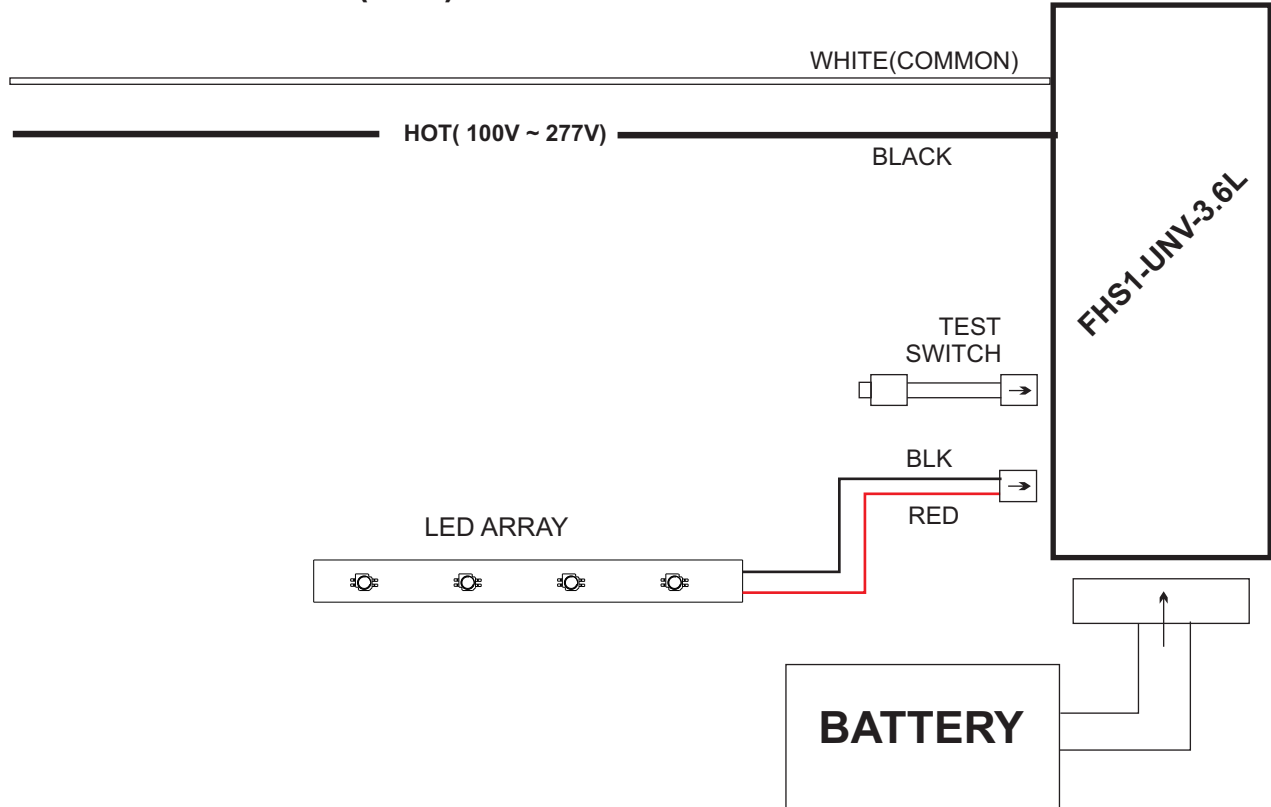 WHITE(COMMON)
HOT( 100V ~ 277V)
BLACK
FHS1-UNV-3.6L
TEST
SWITCH
BLK
RED
LED ARRAY
BATTERY